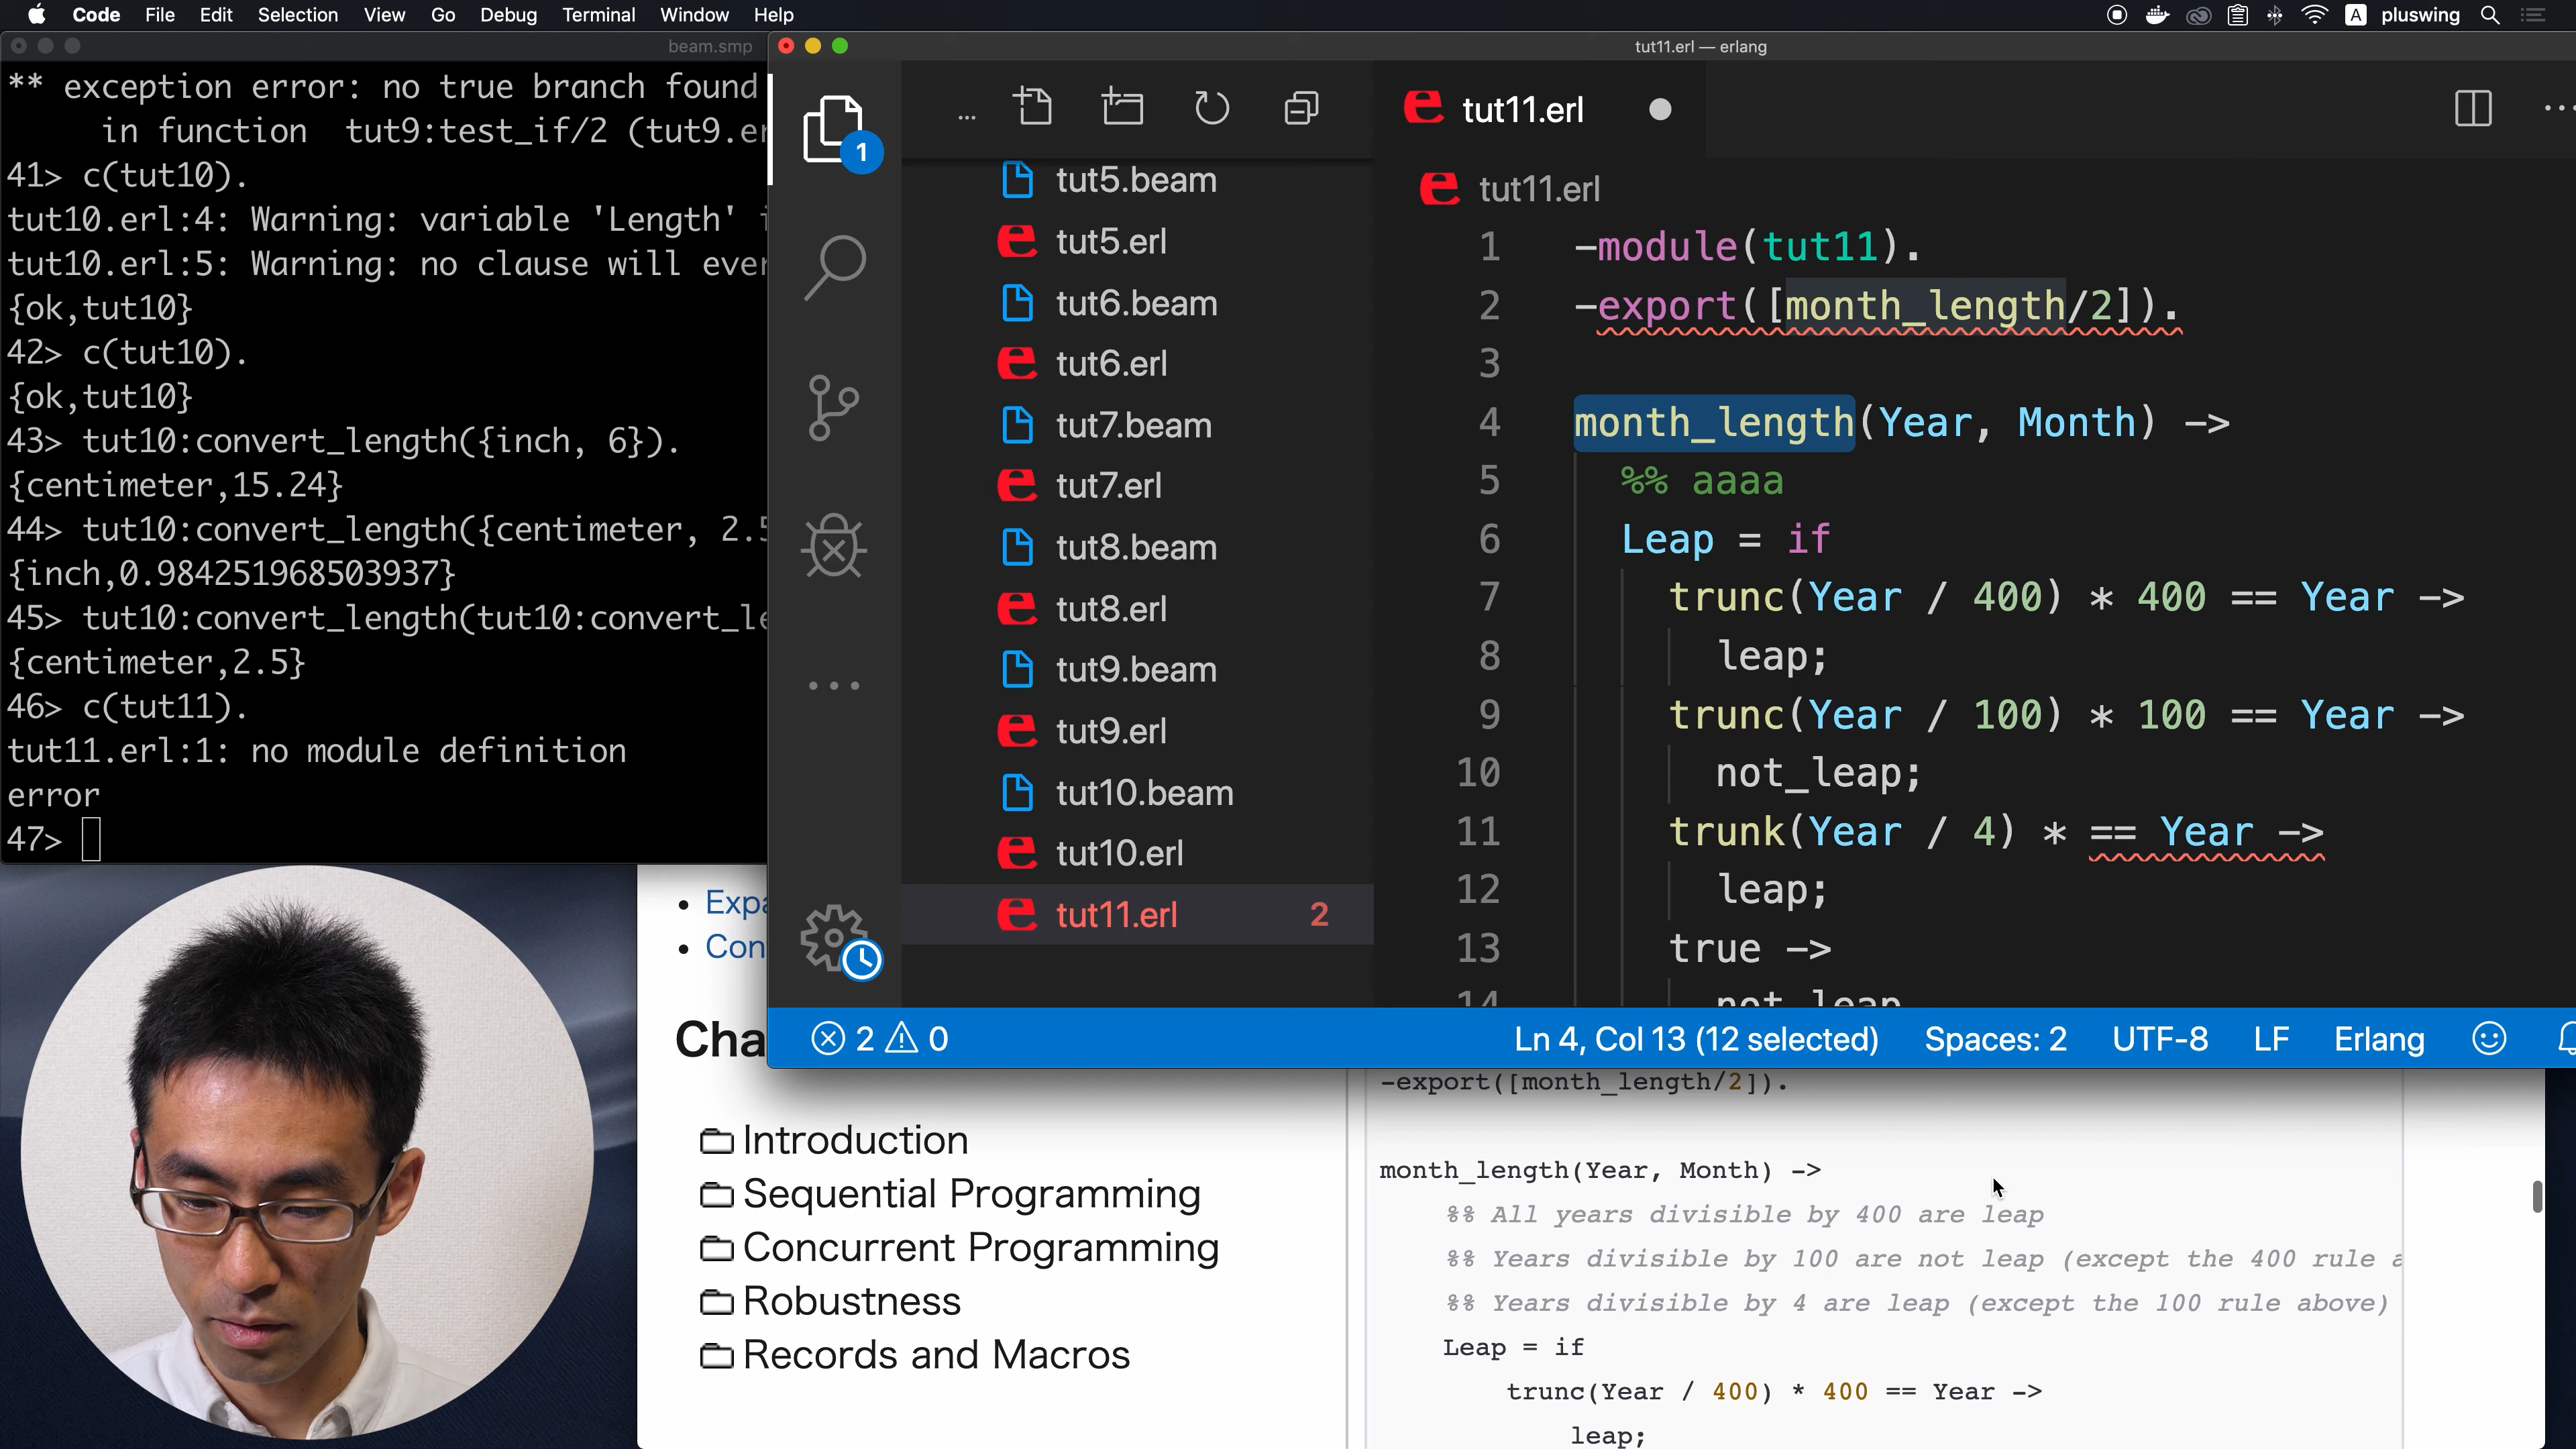 Code File Edit Selection View Go Debug Terminal Window Help
A pluswing
beam.smp
** exception error: no true branch found
in function tut9:test_if/2 (tut9.er
41> c(tut10).
tut10.erl:4: Warning: variable 'Length' i
tut10.erl:5: Warning: no clause will ever
{ok,tut10}
42> c(tut10).
{ok,tut10}
43> tut10:convert_length({inch, 6}).
{centimeter,15.24}
44> tut10:convert_length({centimeter, 2.5
{inch,0.984251968503937}
45> tut10:convert_length(tut10:convert_le
{centimeter,2.5}
46> c(tut11).
tut11.erl:1: no module definition
error
47>
tut11.erl — erlang
1
tut5.beam
tut5.erl
tut6.beam
tut6.erl
tut7.beam
tut7.erl
tut8.beam
tut8.erl
tut9.beam
tut9.erl
tut10.beam
tut10.erl
tut11.erl 2
tut11.erl
tut11.erl
1 -module(tut11).
2 -export([month_length/2]).
3
4 month_length(Year, Month) ->
5 %% aaaa
6 Leap = if
7 trunc(Year / 400) * 400 == Year ->
8 leap;
9 trunc(Year / 100) * 100 == Year ->
10 not_leap;
11 trunk(Year / 4) * == Year ->
12 leap;
13 true ->
14 not_leap
2 0 Ln 4, Col 13 (12 selected) Spaces: 2 UTF-8 LF Erlang
Expa
Con
Cha
Introduction
Sequential Programming
Concurrent Programming
Robustness
Records and Macros
-export([month_length/2]).
month_length(Year, Month) ->
%% All years divisible by 400 are leap
%% Years divisible by 100 are not leap (except the 400 rule a
%% Years divisible by 4 are leap (except the 100 rule above)
Leap = if
trunc(Year / 400) * 400 == Year ->
leap;